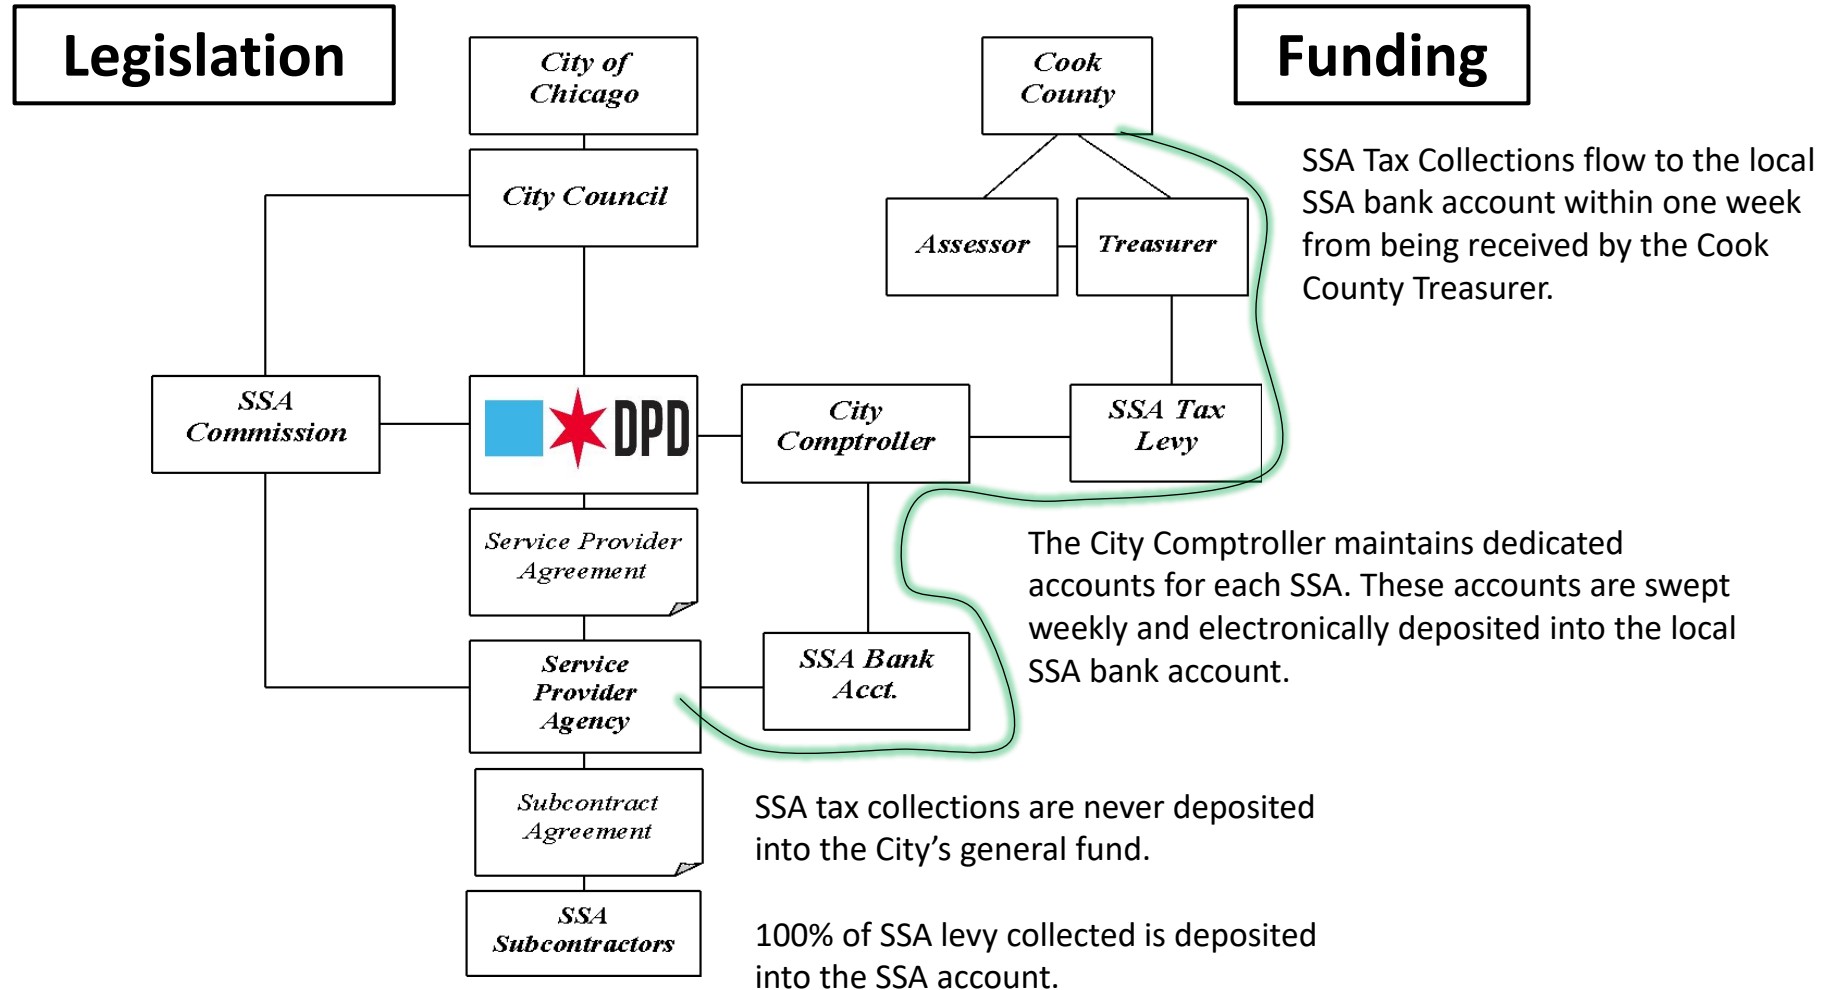 Legislation
Funding
City of
Chicago
City Council
Cook
County
Assessor
Treasurer
SSA Tax Collections flow to the local
SSA bank account within one week
from being received by the Cook
County Treasurer.
SSA
Commission
DPD
City
Comptroller
SSA Tax
Levy
Service Provider
Agreement
The City Comptroller maintains dedicated
accounts for each SSA. These accounts are swept
weekly and electronically deposited into the local
SSA bank account.
Service
Provider
Agency
SSA Bank
Acct.
Subcontract
Agreement
SSA tax collections are never deposited
into the City’s general fund.
SSA
Subcontractors
100% of SSA levy collected is deposited
into the SSA account.